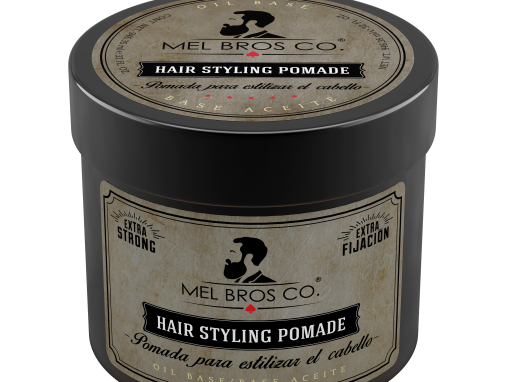 OIL BASE
MEL BROS CO.
HAIR STYLING POMADE
Pomada para estilizar el cabello
BASE ACEITE
EXTRA
STRONG
EXTRA
FIJACIÓN
MEL BROS CO.®
HAIR STYLING POMADE
Pomada para estilizar el cabello
OIL BASE/BASE ACEITE